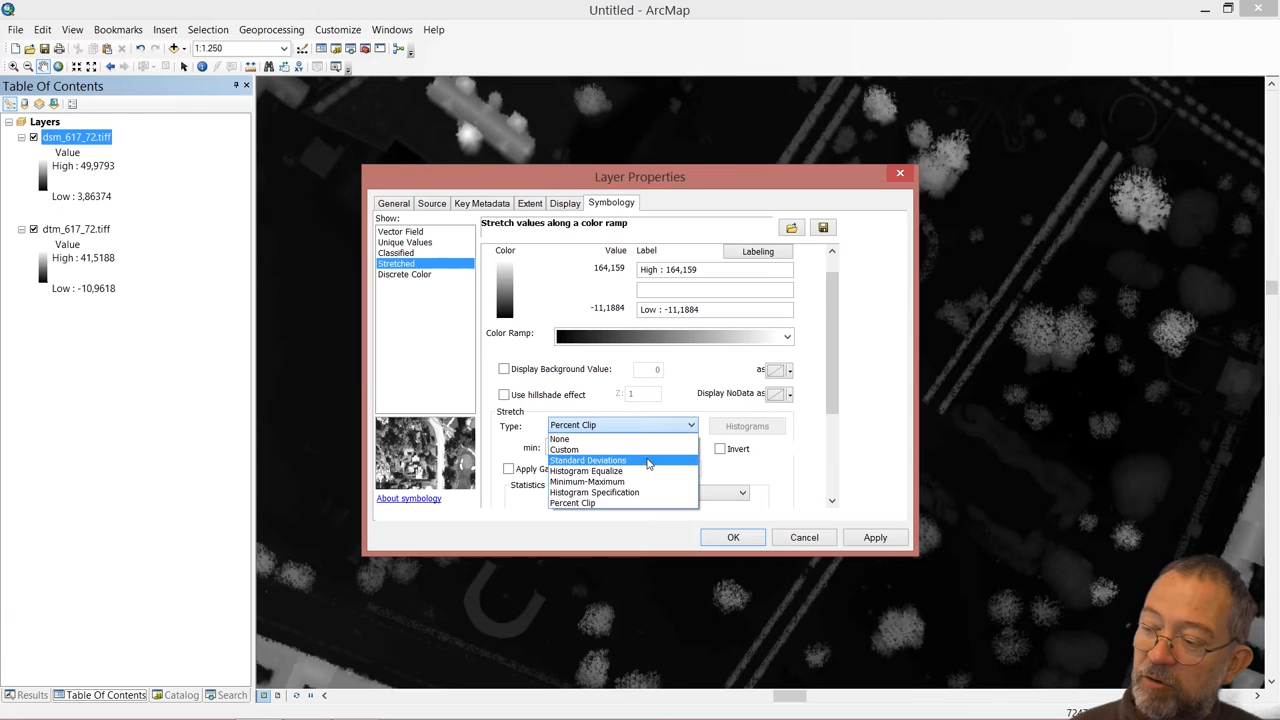 Untitled - ArcMap
File Edit View Bookmarks Insert Selection Geoprocessing Customize Windows Help
1:1.250
Table Of Contents
Layers
dsm_617_72.tiff
Value
High : 49,9793
Low : 3,86374
dtm_617_72.tiff
Value
High : 41,5188
Low : -10,9618
Layer Properties
General Source Key Metadata Extent Display Symbology
Show:
Vector Field
Unique Values
Classified
Stretched
Discrete Color
About symbology
Stretch values along a color ramp
Color Value Label Labeling
164,159 High : 164,159
-11,1884 Low : -11,1884
Color Ramp:
Display Background Value: 0 as
Use hillshade effect Z: 1 Display NoData as
Stretch
Type: Percent Clip Histograms
None
Custom
Standard Deviations
Histogram Equalize
Minimum-Maximum
Histogram Specification
Percent Clip
min: Invert
Apply Ga
Statistics
OK Cancel Apply
Results Table Of Contents Catalog Search
7247